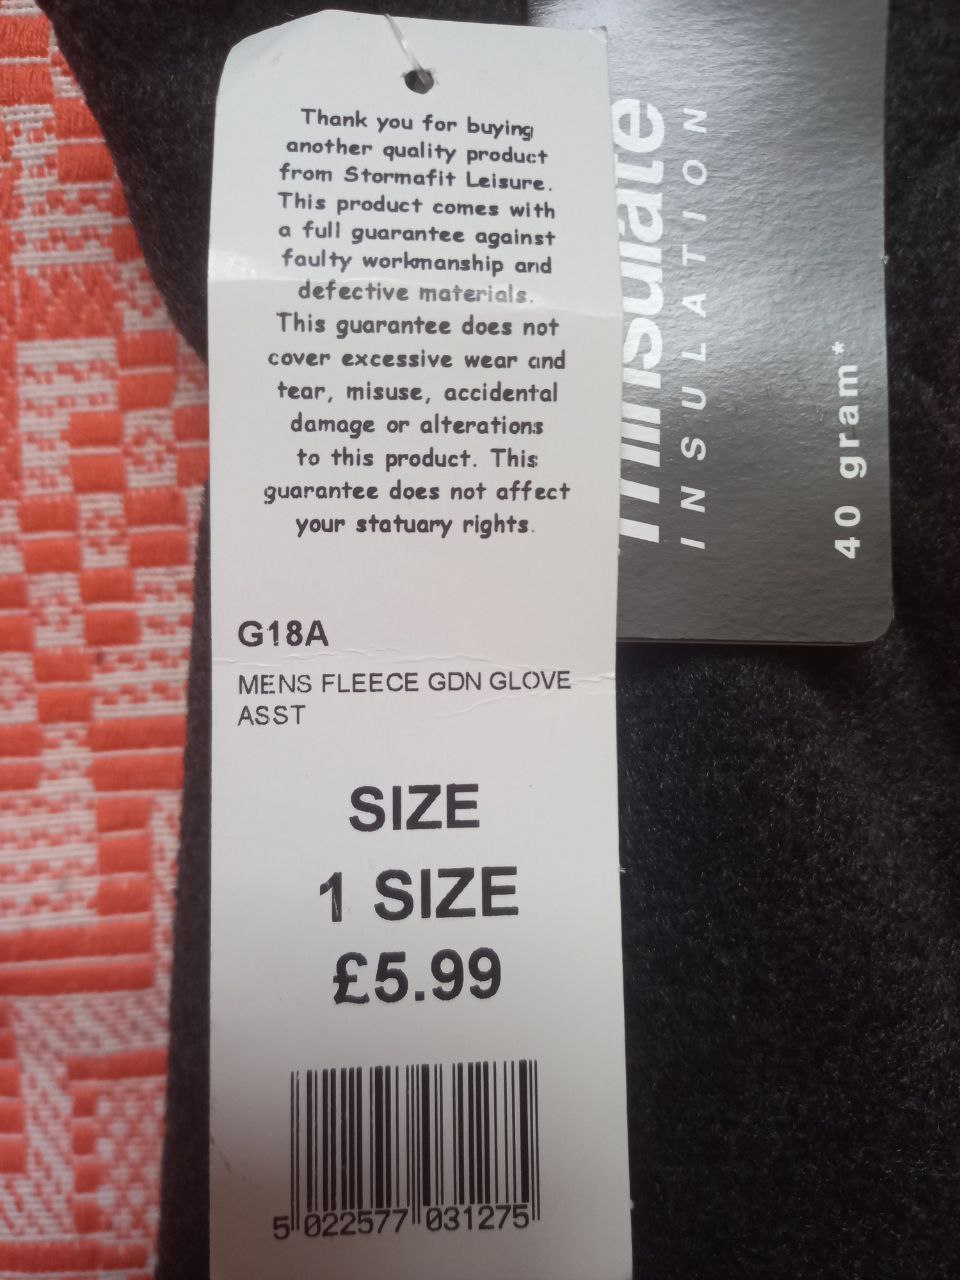 Thank you for buying
another quality product
from Stormafit Leisure.
This product comes with
a full guarantee against
faulty workmanship and
defective materials.
This guarantee does not
cover excessive wear and
tear, misuse, accidental
damage or alterations
to this product. This
guarantee does not affect
your statuary rights.
G18A
MENS FLEECE GDN GLOVE
ASST
SIZE
1 SIZE
£5.99
5 022577 031275
Thinsulate
INSULATION
40 gram*